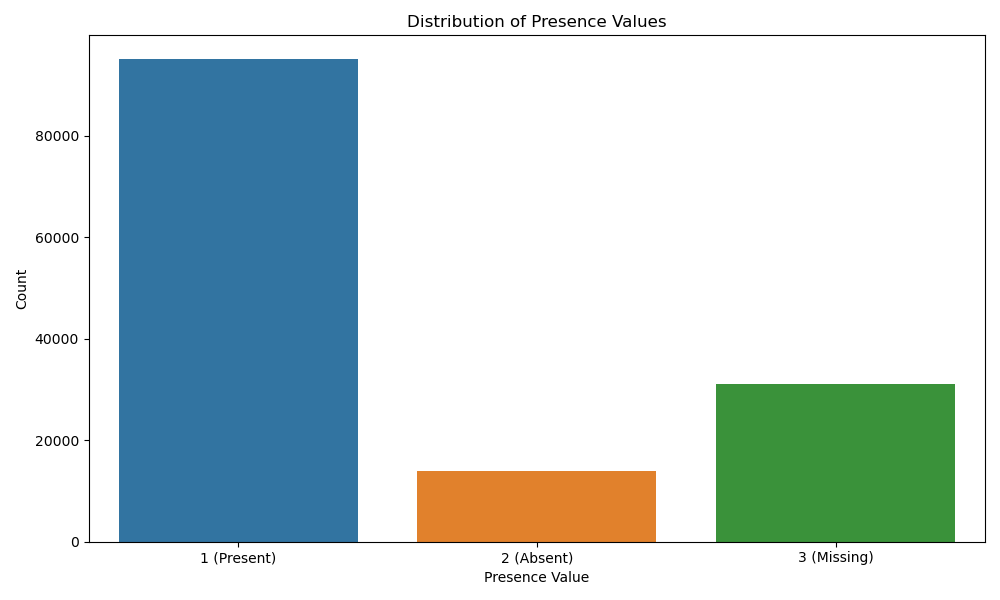 Distribution of Presence Values
Count
80000
60000
40000
20000
0
1 (Present)
2 (Absent)
3 (Missing)
Presence Value